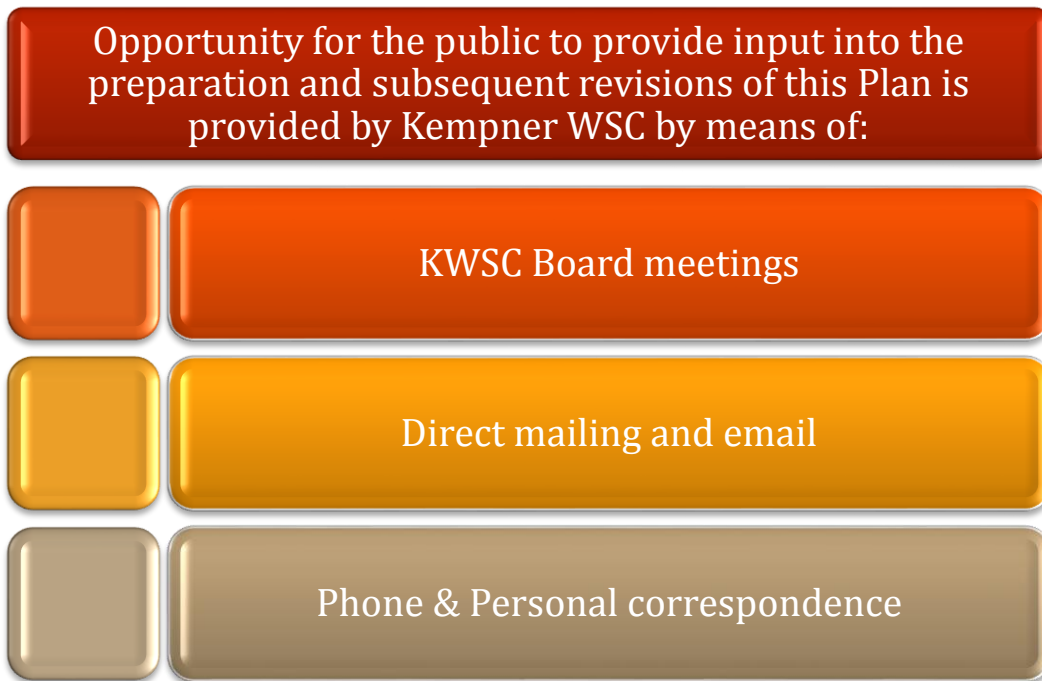 Opportunity for the public to provide input into the
preparation and subsequent revisions of this Plan is
provided by Kempner WSC by means of:
KWSC Board meetings
Direct mailing and email
Phone & Personal correspondence